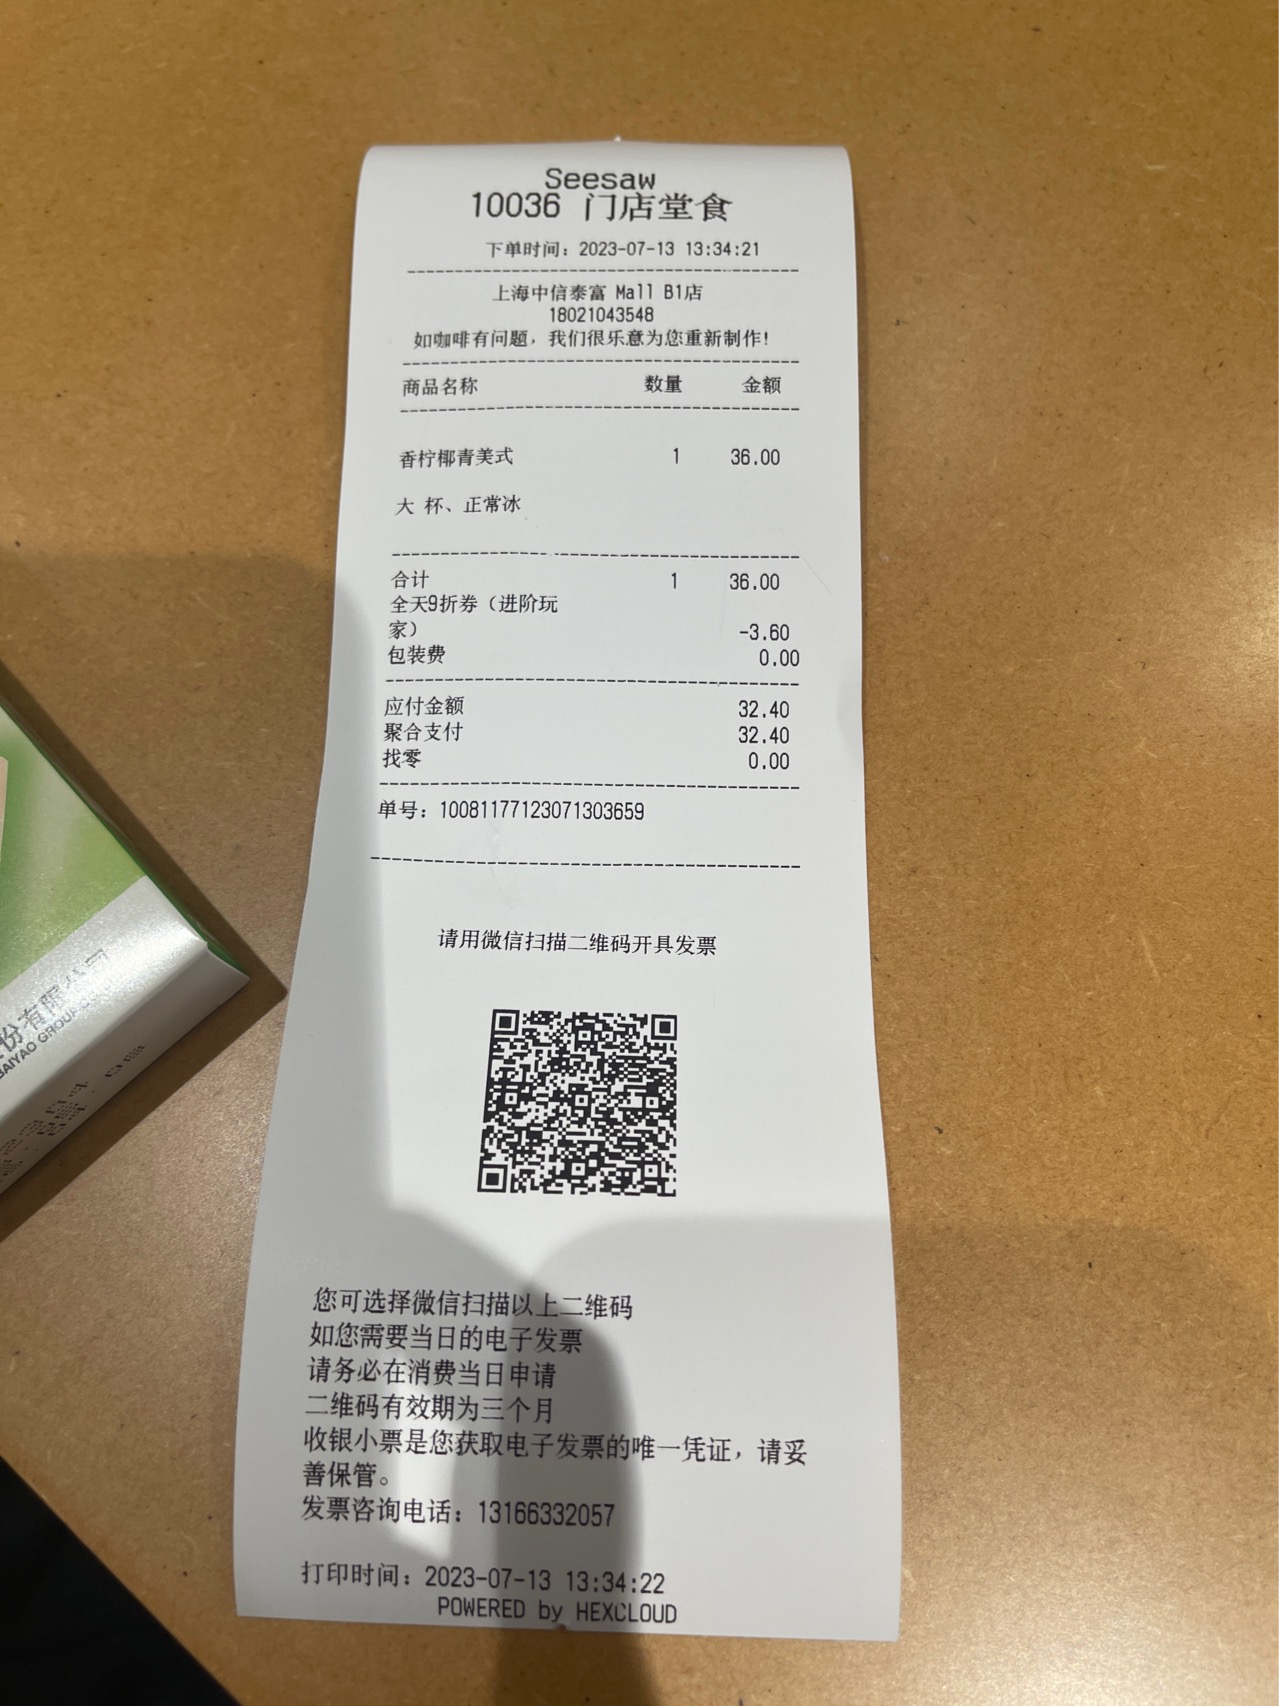 Seesaw
10036 门店堂食
下单时间：2023-07-13 13:34:21
上海中信泰富 Mall B1店
18021043548
如咖啡有问题，我们很乐意为您重新制作！
商品名称 数量 金额
香柠椰青美式 1 36.00
大 杯、正常冰
合计 1 36.00
全天9折券（进阶玩
家） -3.60
包装费 0.00
应付金额 32.40
聚合支付 32.40
找零 0.00
单号：10081177123071303659
请用微信扫描二维码开具发票
您可选择微信扫描以上二维码
如您需要当日的电子发票
请务必在消费当日申请
二维码有效期为三个月
收银小票是您获取电子发票的唯一凭证，请妥
善保管。
发票咨询电话：13166332057
打印时间：2023-07-13 13:34:22
POWERED by HEXCLOUD
份有限公司
BAIYAO GROUP